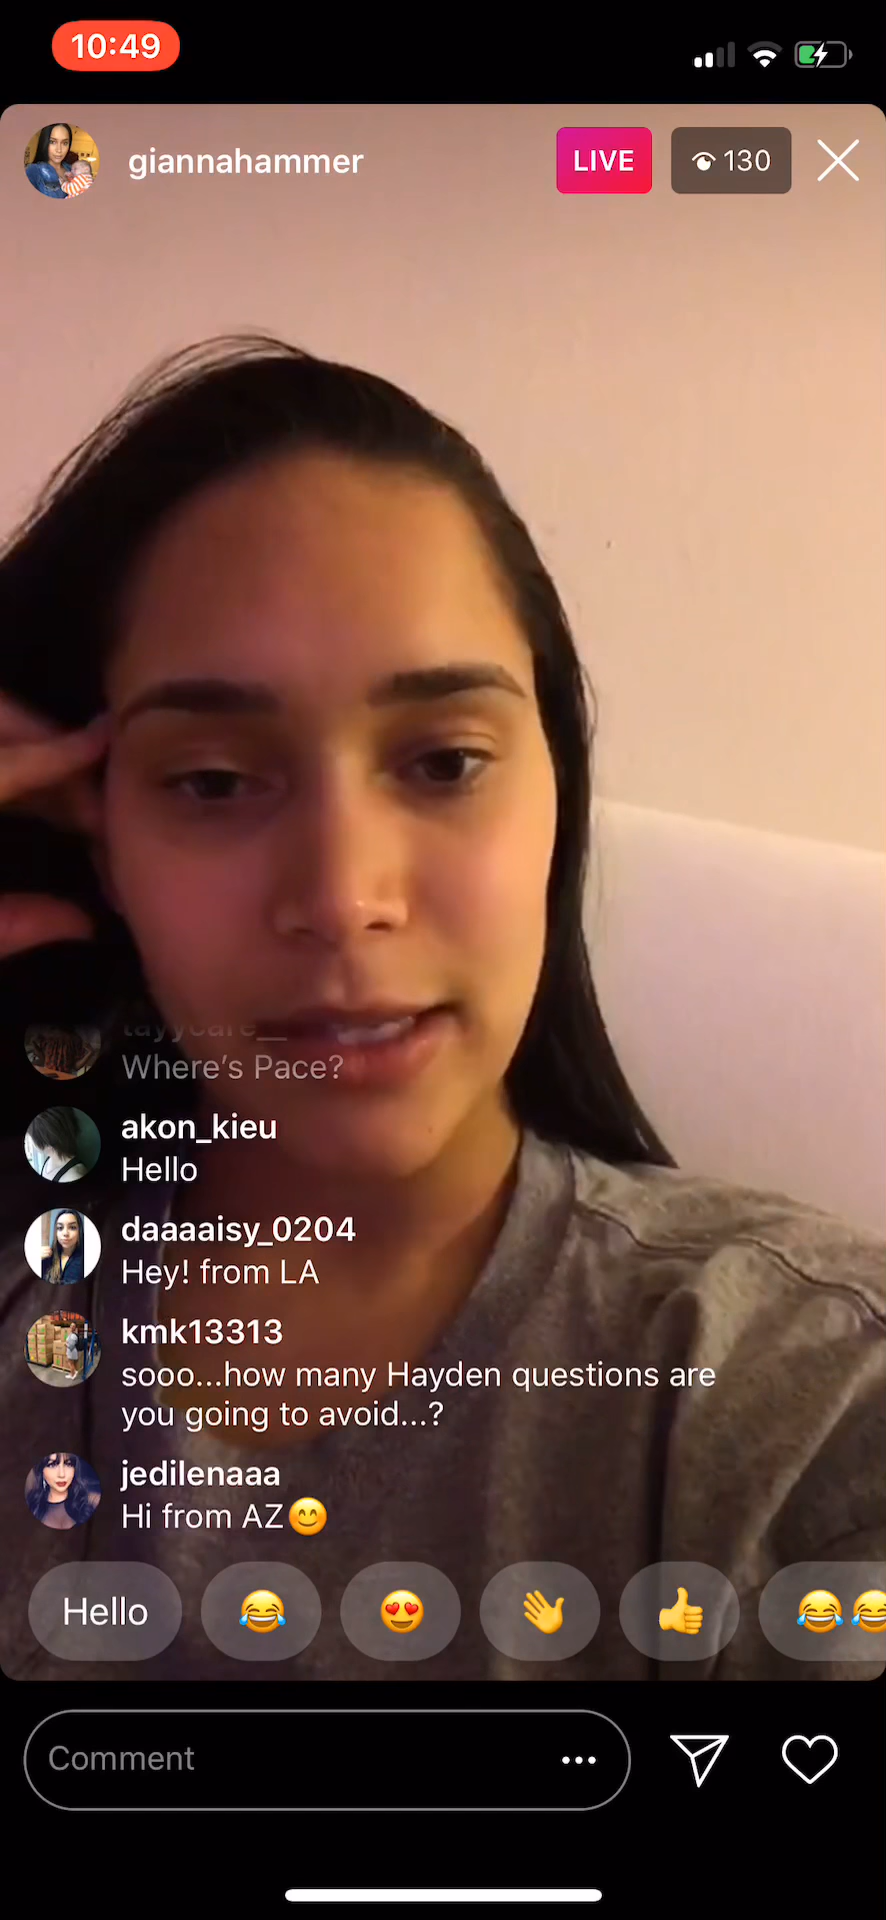 10:49
giannahammer
LIVE
130
tayycare__
Where's Pace?
akon_kieu
Hello
daaaaisy_0204
Hey! from LA
kmk13313
sooo...how many Hayden questions are
you going to avoid...?
jedilenaaa
Hi from AZ😊
Hello 😂 😍 👋 👍 😂😂
Comment